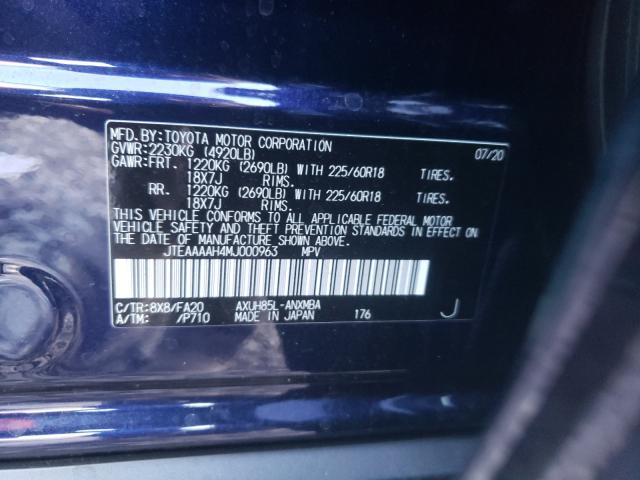 MFD.BY:TOYOTA MOTOR CORPORATION 07/20
GVWR:2230KG (4920LB)
GAWR:FRT. 1220KG (2690LB) WITH 225/60R18 TIRES.
18X7J RIMS.
RR. 1220KG (2690LB) WITH 225/60R18 TIRES.
18X7J RIMS.
THIS VEHICLE CONFORMS TO ALL APPLICABLE FEDERAL MOTOR
VEHICLE SAFETY AND THEFT PREVENTION STANDARDS IN EFFECT ON
THE DATE OF MANUFACTURE SHOWN ABOVE.
JTEAAAAH4MJ000963 MPV
C/TR:8X8/FA20 AXUH85L-ANXMBA
A/TM: /P710 MADE IN JAPAN 176 J